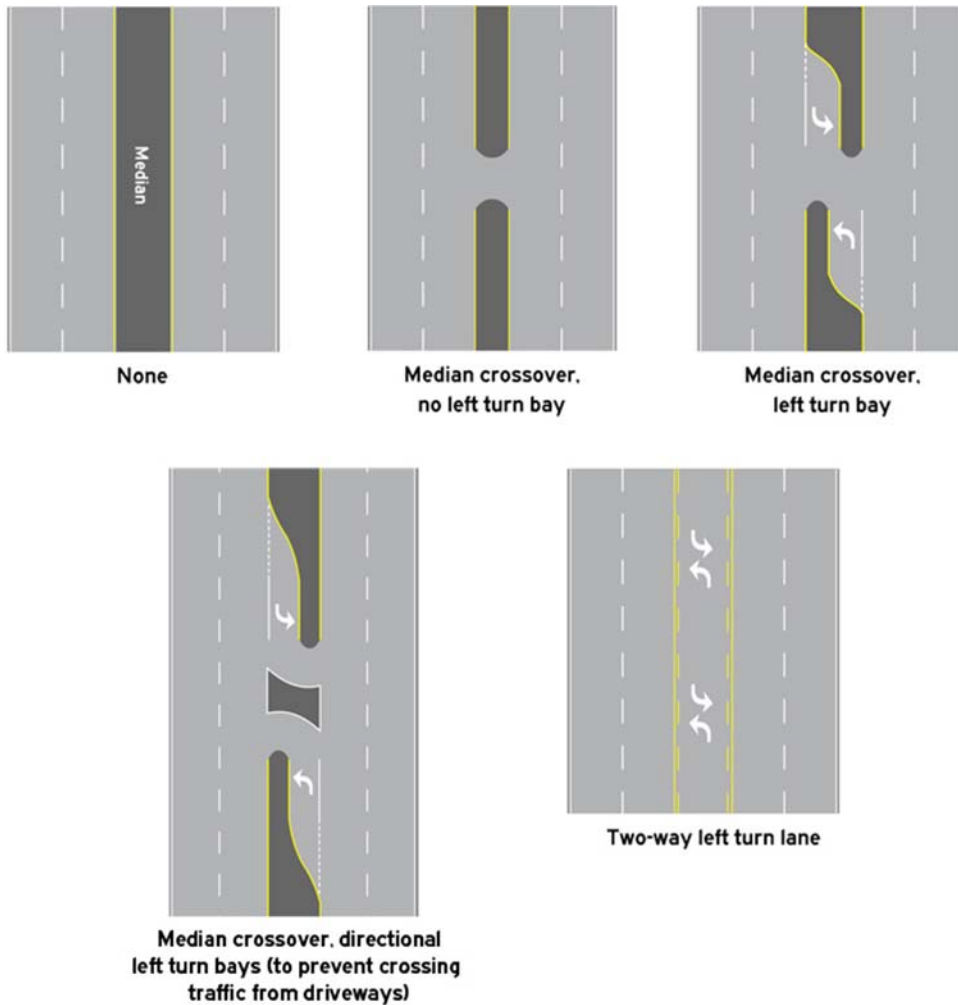 Median
None
Median crossover,
no left turn bay
Median crossover,
left turn bay
Median crossover, directional
left turn bays (to prevent crossing
traffic from driveways)
Two-way left turn lane